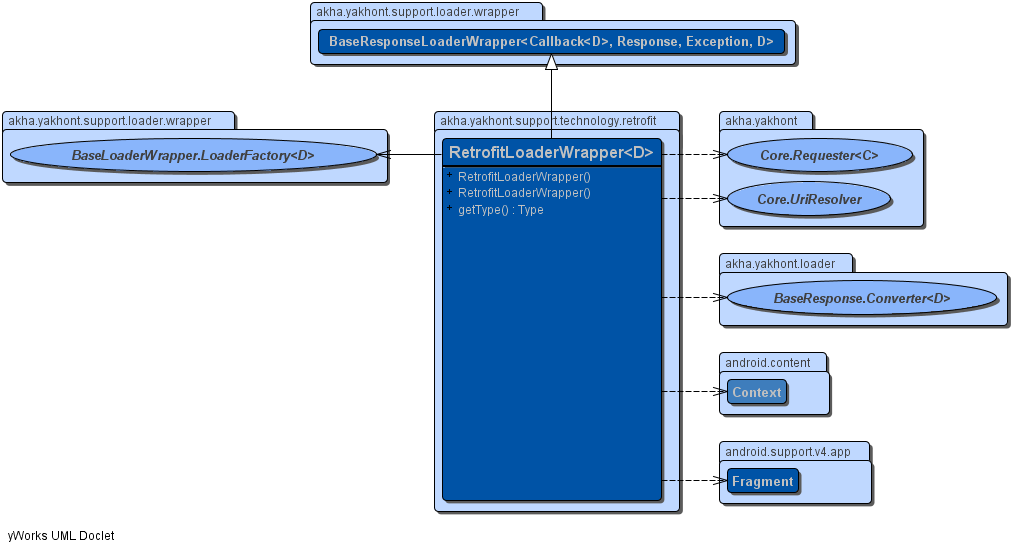 akha.yakhont.support.loader.wrapper
BaseResponseLoaderWrapper<Callback<D>, Response, Exception, D>
akha.yakhont.support.loader.wrapper
BaseLoaderWrapper.LoaderFactory<D>
akha.yakhont.support.technology.retrofit
RetrofitLoaderWrapper<D>
+ RetrofitLoaderWrapper()
+ RetrofitLoaderWrapper()
+ getType() : Type
akha.yakhont
Core.Requester<C>
Core.UriResolver
akha.yakhont.loader
BaseResponse.Converter<D>
android.content
Context
android.support.v4.app
Fragment
yWorks UML Doclet